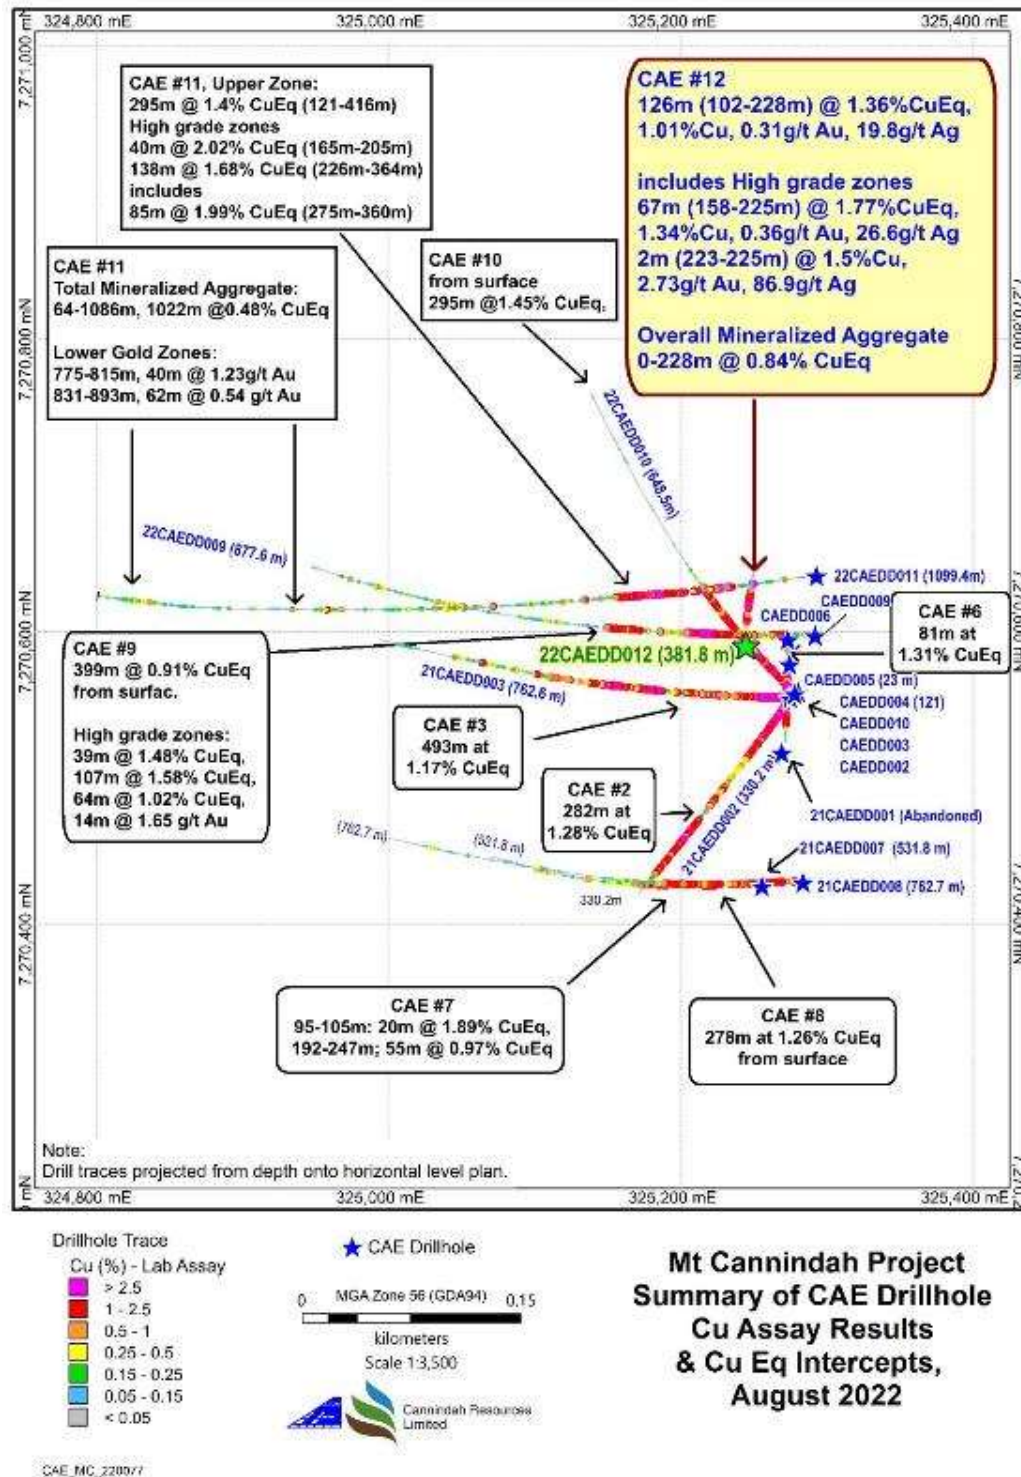 324,800 mE
325,000 mE
325,200 mE
325,400 mE
7,271,000 mN
CAE #11, Upper Zone:
295m @ 1.4% CuEq (121-416m)
High grade zones
40m @ 2.02% CuEq (165m-205m)
138m @ 1.68% CuEq (226m-364m)
includes
85m @ 1.99% CuEq (275m-360m)
CAE #12
126m (102-228m) @ 1.36%CuEq,
1.01%Cu, 0.31g/t Au, 19.8g/t Ag
includes High grade zones
67m (158-225m) @ 1.77%CuEq,
1.34%Cu, 0.36g/t Au, 26.6g/t Ag
2m (223-225m) @ 1.5%Cu,
2.73g/t Au, 86.9g/t Ag
Overall Mineralized Aggregate
0-228m @ 0.84% CuEq
CAE #10
from surface
295m @1.45% CuEq,
CAE #11
Total Mineralized Aggregate:
64-1086m, 1022m @0.48% CuEq
Lower Gold Zones:
775-815m, 40m @ 1.23g/t Au
831-893m, 62m @ 0.54 g/t Au
7,270,800 mN
7,270,800 mN
22CAEDD010 (648.5m)
22CAEDD009 (677.6 m)
22CAEDD011 (1099.4m)
CAEDD009
CAEDD006
CAE #6
81m at
1.31% CuEq
7,270,600 mN
7,270,600 mN
22CAEDD012 (381.8 m)
CAE #9
399m @ 0.91% CuEq
from surfac.
High grade zones:
39m @ 1.48% CuEq,
107m @ 1.58% CuEq,
64m @ 1.02% CuEq,
14m @ 1.65 g/t Au
21CAEDD003 (762.6 m)
CAEDD005 (23 m)
CAEDD004 (121)
CAEDD010
CAEDD003
CAEDD002
CAE #3
493m at
1.17% CuEq
CAE #2
282m at
1.28% CuEq
21CAEDD002 (330.2 m)
21CAEDD001 (Abandoned)
21CAEDD007 (531.8 m)
21CAEDD008 (762.7 m)
(762.7 m)
(531.8 m)
330.2m
7,270,400 mN
7,270,400 mN
CAE #7
95-105m: 20m @ 1.89% CuEq,
192-247m; 55m @ 0.97% CuEq
CAE #8
278m at 1.26% CuEq
from surface
Note:
Drill traces projected from depth onto horizontal level plan.
324,800 mE
325,000 mE
325,200 mE
325,400 mE
Drillhole Trace
Cu (%) - Lab Assay
> 2.5
1 - 2.5
0.5 - 1
0.25 - 0.5
0.15 - 0.25
0.05 - 0.15
< 0.05
CAE Drillhole
MGA Zone 56 (GDA94)
0 0.15
kilometers
Scale 1:3,500
Cannindah Resources
Limited
Mt Cannindah Project
Summary of CAE Drillhole
Cu Assay Results
& Cu Eq Intercepts,
August 2022
CAE_MC_220077